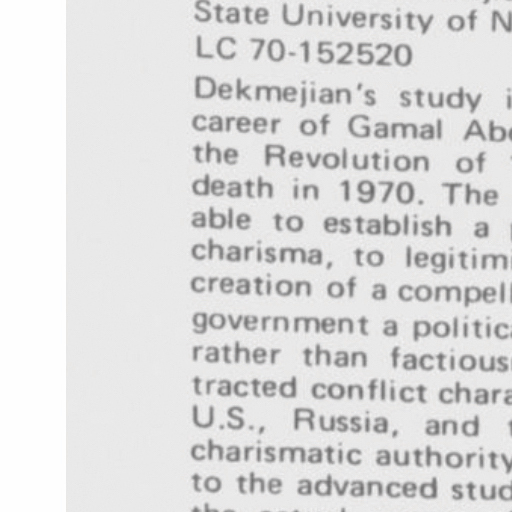 State University of N
LC 70-152520
Dekmejian's study i
career of Gamal Abd
the Revolution of
death in 1970. The
able to establish a
charisma, to legitimi
creation of a compell
government a politica
rather than factious
tracted conflict chara
U.S., Russia, and
charismatic authority
to the advanced stud